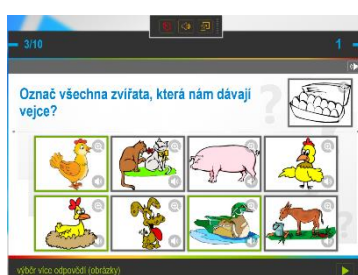 3/10
1
Označ všechna zvířata, která nám dávají
vejce?
výběr více odpovědí (obrázky)